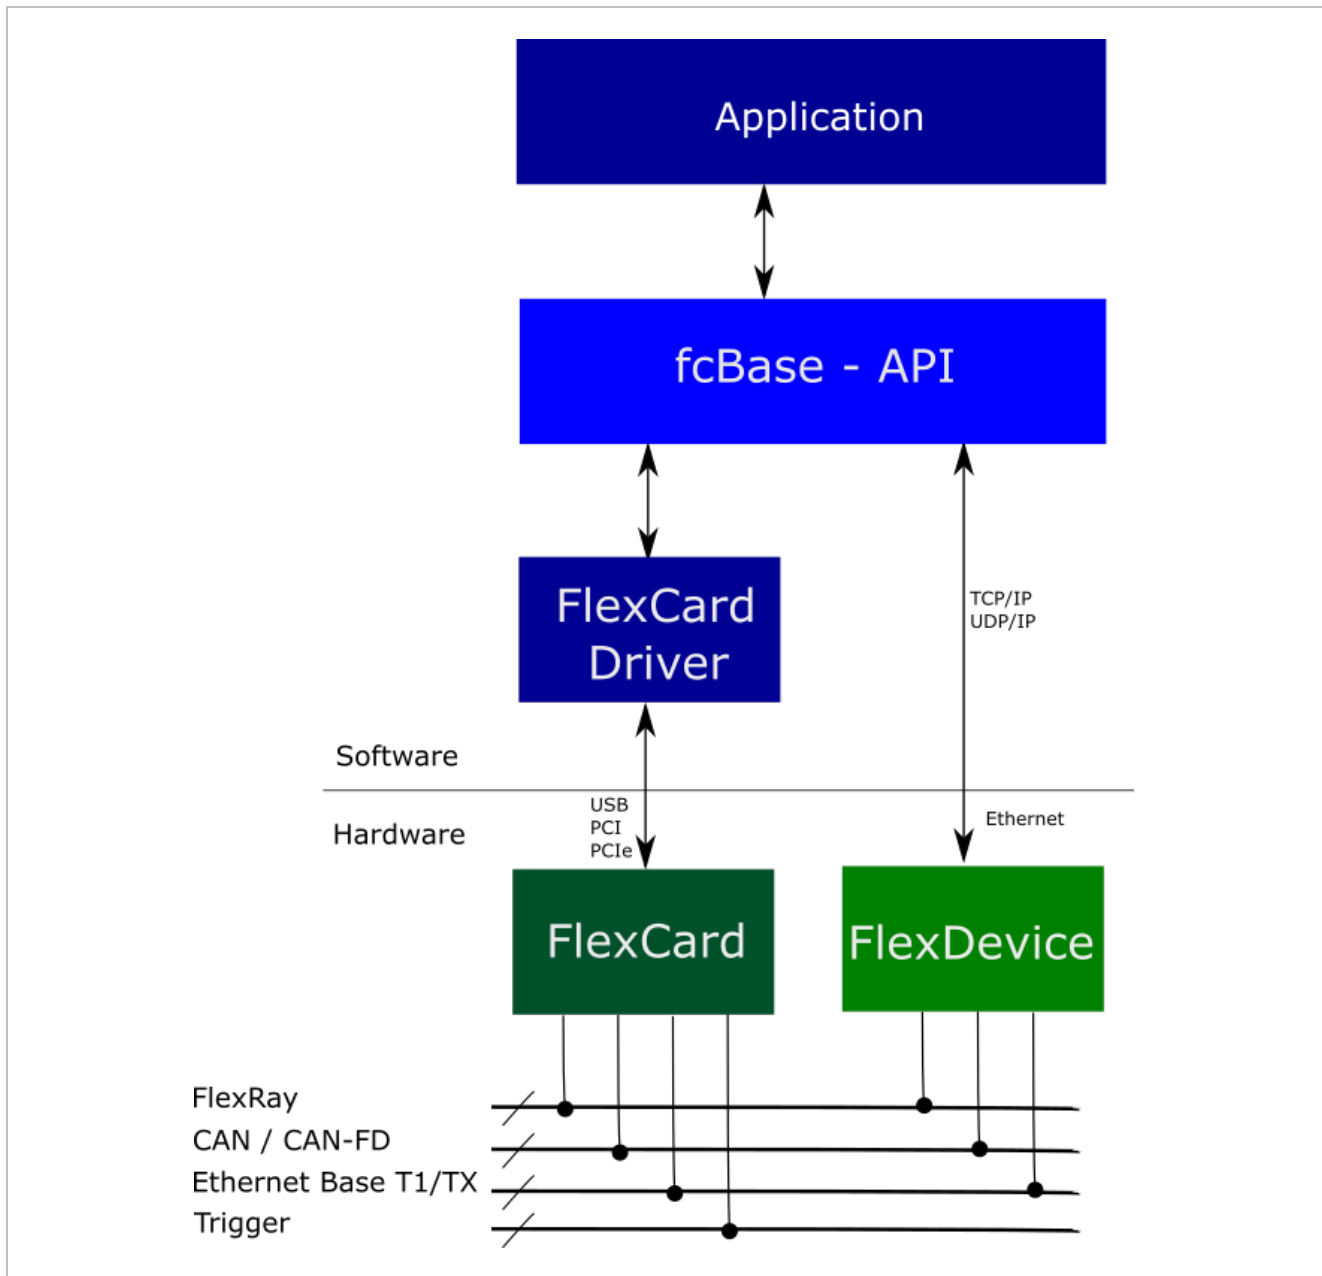 Application
fcBase - API
FlexCard
Driver
TCP/IP
UDP/IP
Software
Hardware
USB
PCI
PCIe
Ethernet
FlexCard
FlexDevice
FlexRay
CAN / CAN-FD
Ethernet Base T1/TX
Trigger